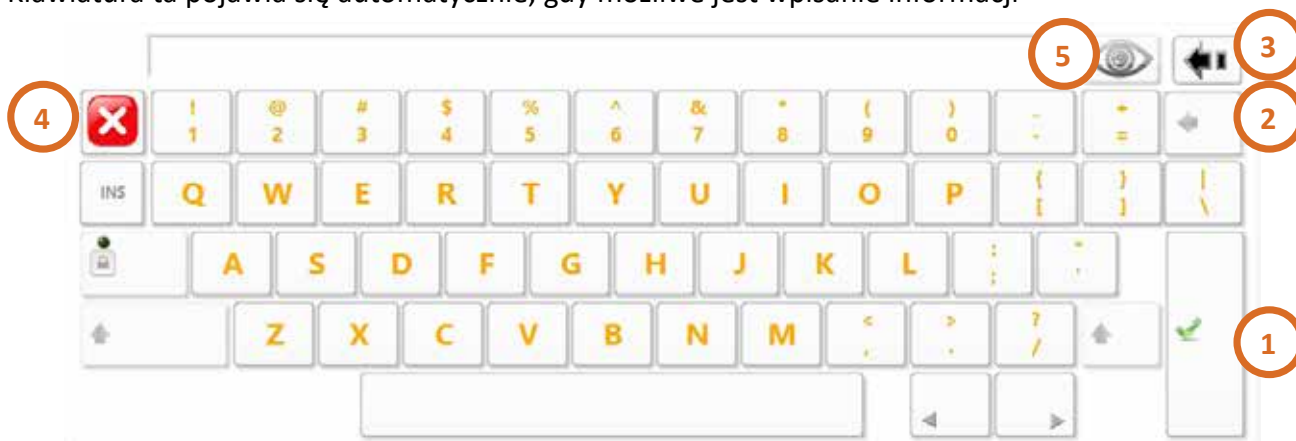 Klawiatura ta pojawia się automatycznie, gdy możliwe jest wpisanie informacji.
5 3
4 ! 1 @ 2 # 3 $ 4 % 5 ^ 6 & 7 * 8 ( 9 ) 0 _ - + = 2
INS Q W E R T Y U I O P { [ } ] | \
A S D F G H J K L : ; " '
Z X C V B N M < , > . ? / 1